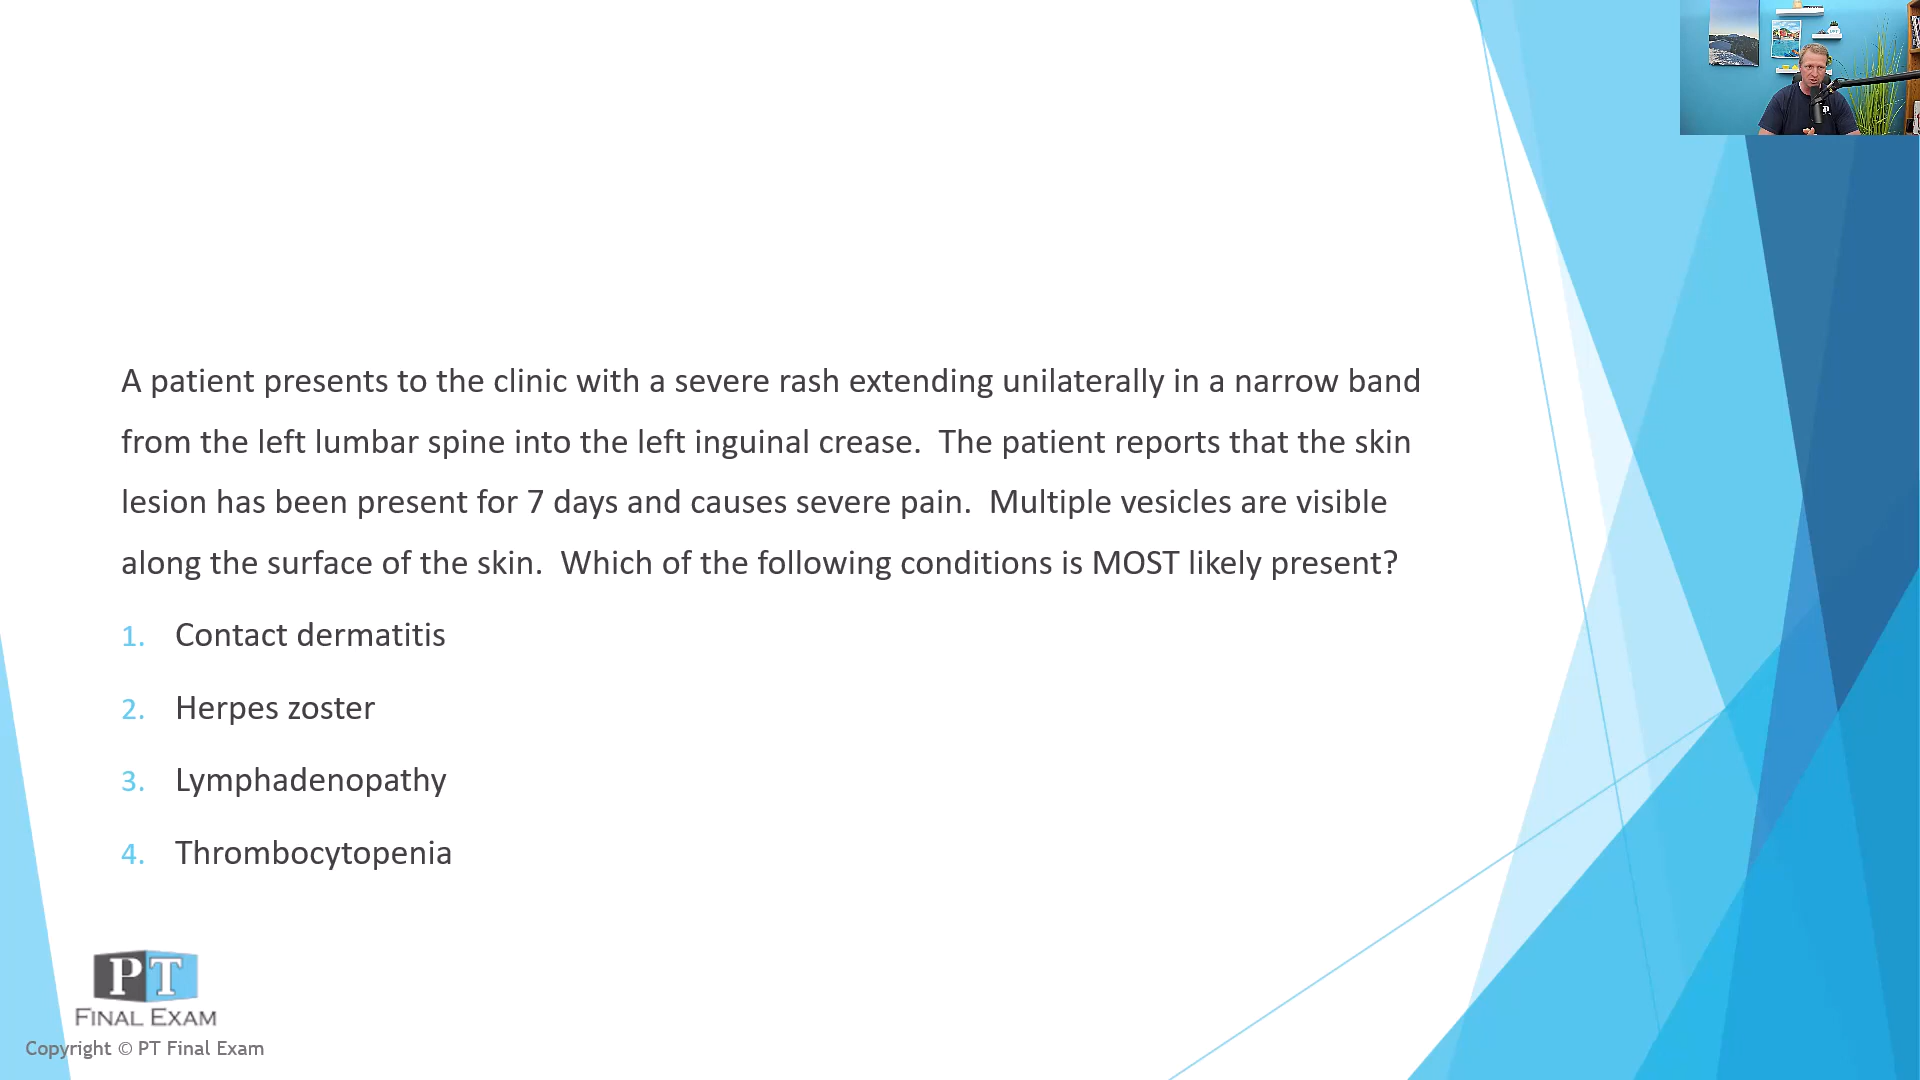 A patient presents to the clinic with a severe rash extending unilaterally in a narrow band
from the left lumbar spine into the left inguinal crease.  The patient reports that the skin
lesion has been present for 7 days and causes severe pain.  Multiple vesicles are visible
along the surface of the skin.  Which of the following conditions is MOST likely present?
1. Contact dermatitis
2. Herpes zoster
3. Lymphadenopathy
4. Thrombocytopenia
PT
FINAL EXAM
Copyright © PT Final Exam